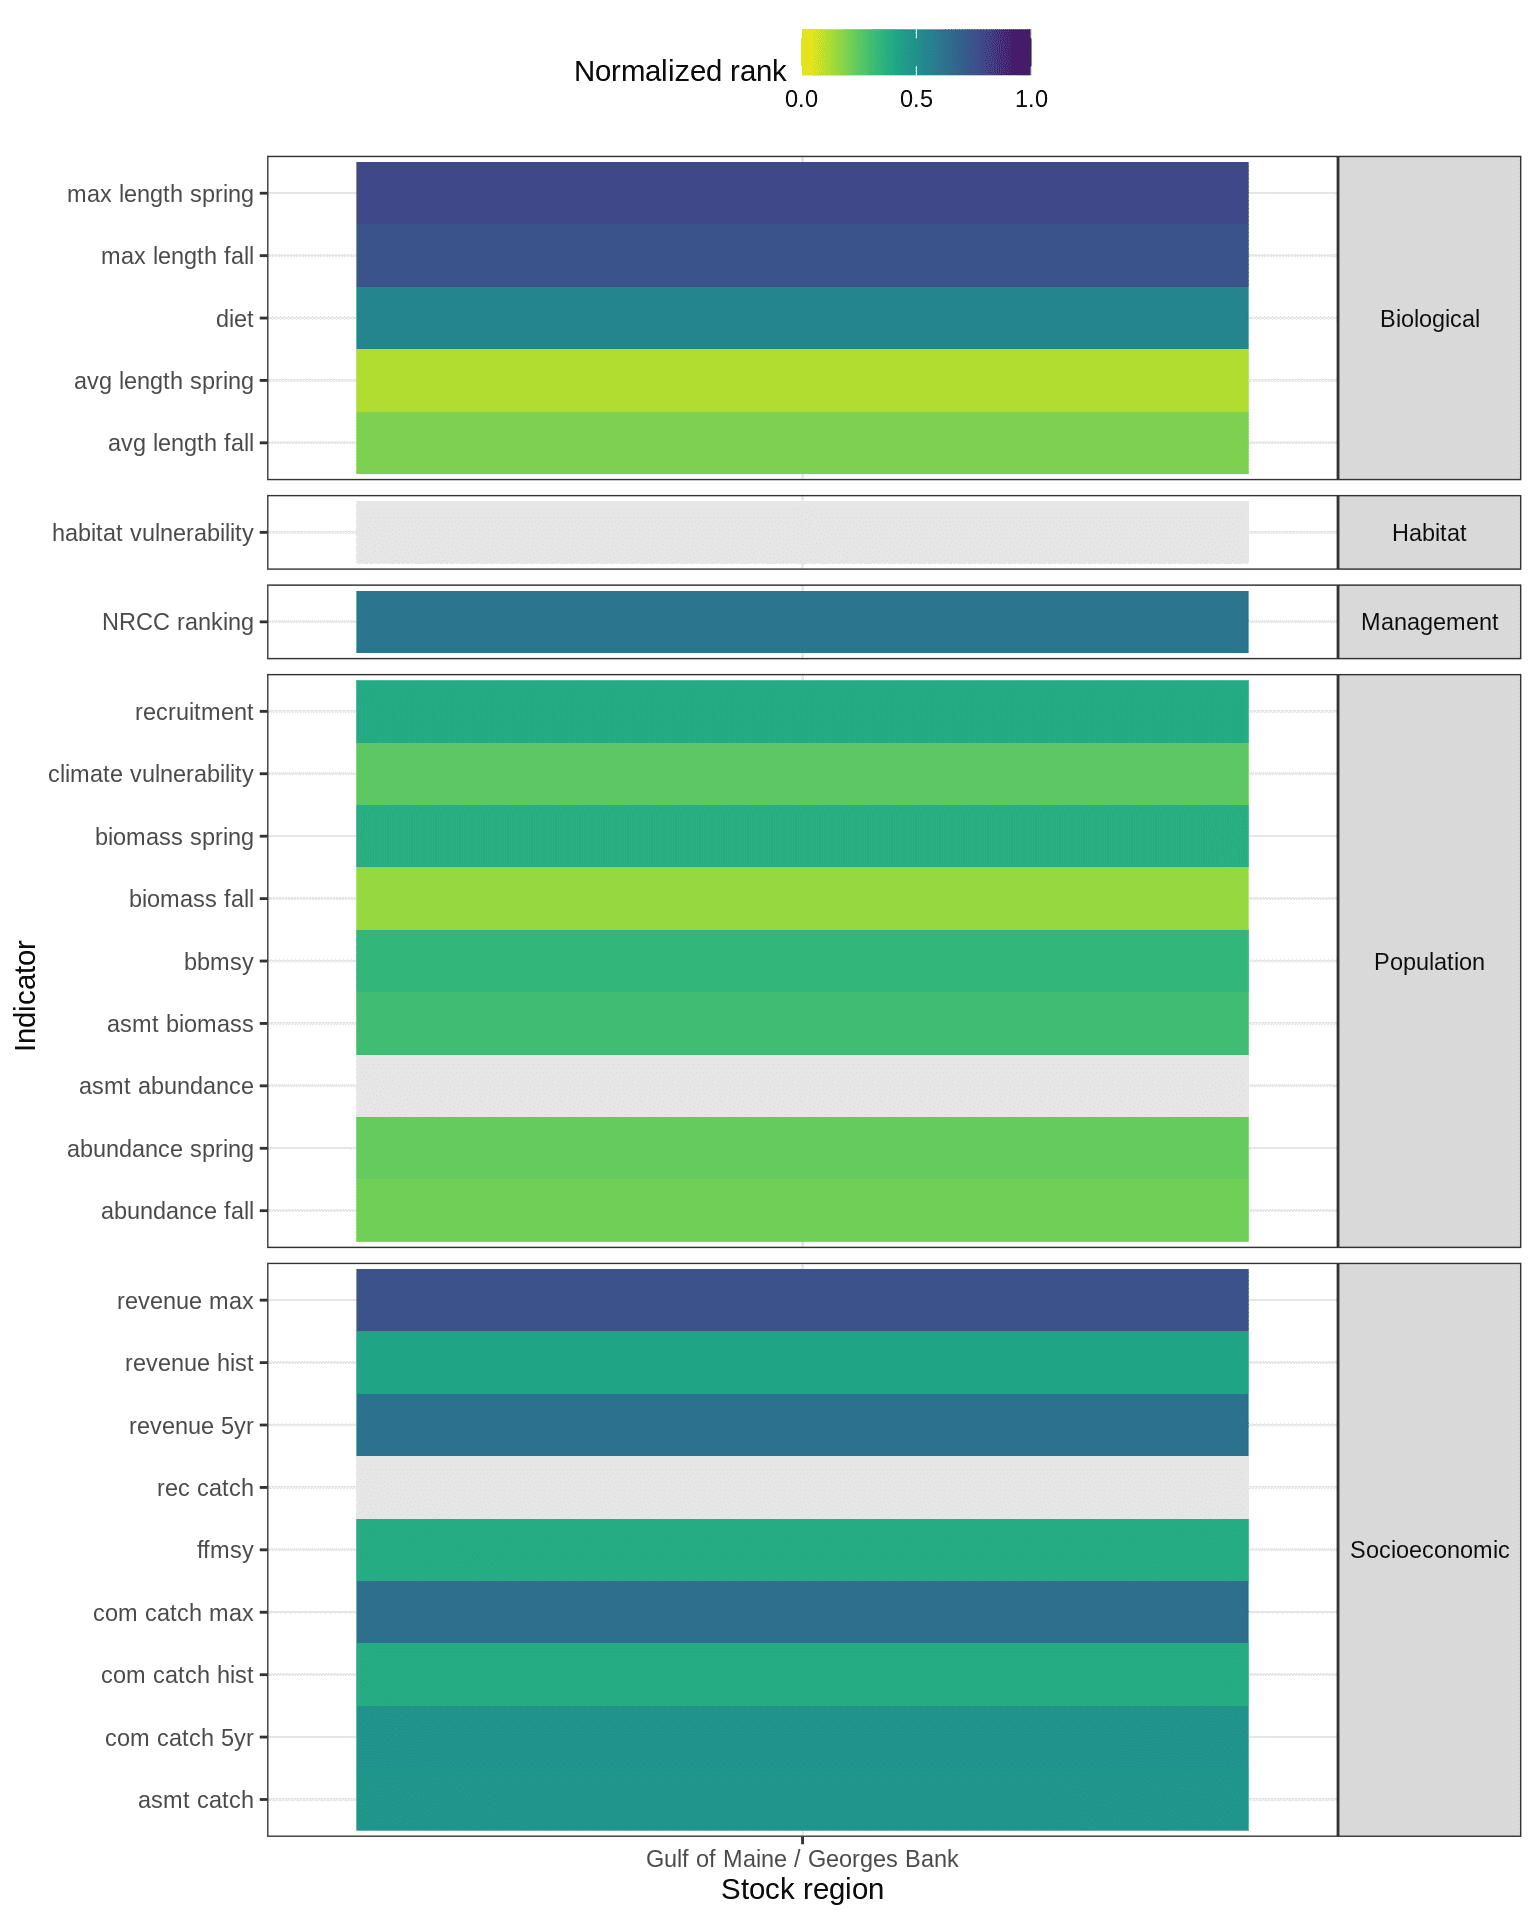 Normalized rank
0.0 0.5 1.0
max length spring
max length fall
diet
avg length spring
avg length fall
Biological
habitat vulnerability
Habitat
NRCC ranking
Management
recruitment
climate vulnerability
biomass spring
biomass fall
bbmsy
asmt biomass
asmt abundance
abundance spring
abundance fall
Population
revenue max
revenue hist
revenue 5yr
rec catch
ffmsy
com catch max
com catch hist
com catch 5yr
asmt catch
Socioeconomic
Indicator
Gulf of Maine / Georges Bank
Stock region